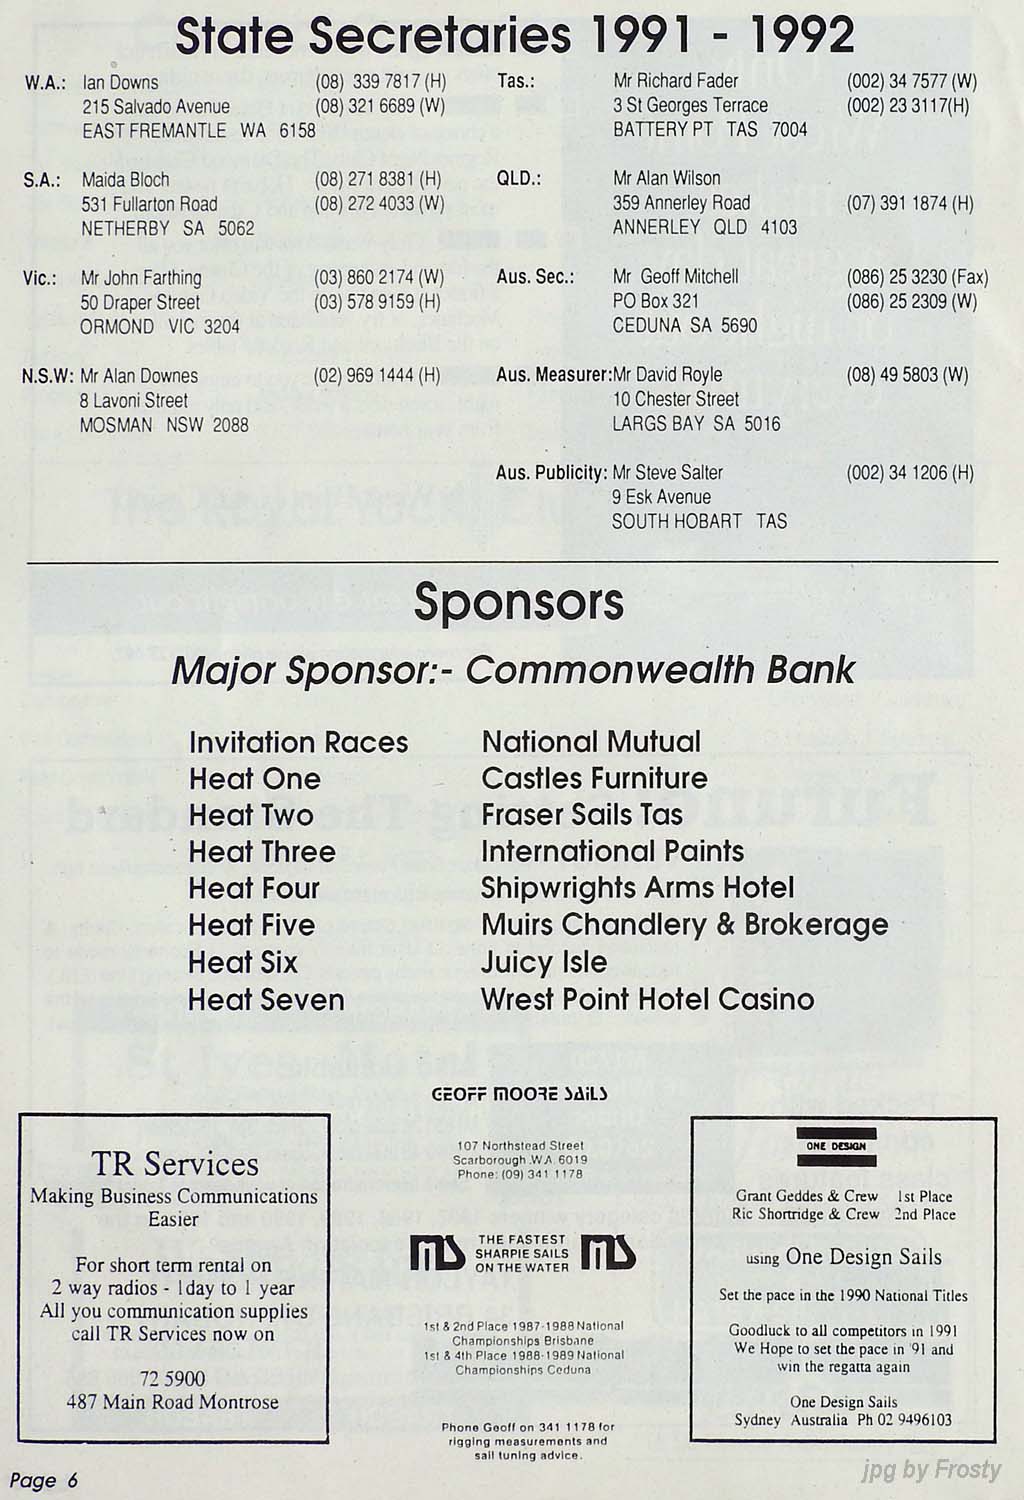 State Secretaries 1991 - 1992
W.A.: Ian Downs (08) 339 7817 (H)
215 Salvado Avenue (08) 321 6689 (W)
EAST FREMANTLE WA 6158
S.A.: Maida Bloch (08) 271 8381 (H)
531 Fullarton Road (08) 272 4033 (W)
NETHERBY SA 5062
Vic.: Mr John Farthing (03) 860 2174 (W)
50 Draper Street (03) 578 9159 (H)
ORMOND VIC 3204
N.S.W: Mr Alan Downes (02) 969 1444 (H)
8 Lavoni Street
MOSMAN NSW 2088
Tas.: Mr Richard Fader (002) 34 7577 (W)
3 St Georges Terrace (002) 23 3117(H)
BATTERY PT TAS 7004
QLD.: Mr Alan Wilson
359 Annerley Road (07) 391 1874 (H)
ANNERLEY QLD 4103
Aus. Sec.: Mr Geoff Mitchell (086) 25 3230 (Fax)
PO Box 321 (086) 25 2309 (W)
CEDUNA SA 5690
Aus. Measurer: Mr David Royle (08) 49 5803 (W)
10 Chester Street
LARGS BAY SA 5016
Aus. Publicity: Mr Steve Salter (002) 34 1206 (H)
9 Esk Avenue
SOUTH HOBART TAS
Sponsors
Major Sponsor:- Commonwealth Bank
Invitation Races National Mutual
Heat One Castles Furniture
Heat Two Fraser Sails Tas
Heat Three International Paints
Heat Four Shipwrights Arms Hotel
Heat Five Muirs Chandlery & Brokerage
Heat Six Juicy Isle
Heat Seven Wrest Point Hotel Casino
TR Services
Making Business Communications
Easier
For short term rental on
2 way radios - 1day to 1 year
All you communication supplies
call TR Services now on
72 5900
487 Main Road Montrose
GEOFF MOORE SAILS
107 Northstead Street
Scarborough .W.A. 6019
Phone: (09) 341 1178
MS THE FASTEST MS
SHARPIE SAILS
ON THE WATER
1st & 2nd Place 1987-1988 National
Championships Brisbane
1st & 4th Place 1988-1989 National
Championships Ceduna
Phone Geoff on 341 1178 for
rigging measurements and
sail tuning advice.
ONE DESIGN
Grant Geddes & Crew 1st Place
Ric Shortridge & Crew 2nd Place
using One Design Sails
Set the pace in the 1990 National Titles
Goodluck to all competitors in 1991
We Hope to set the pace in '91 and
win the regatta again
One Design Sails
Sydney Australia Ph 02 9496103
Page 6
jpg by Frosty